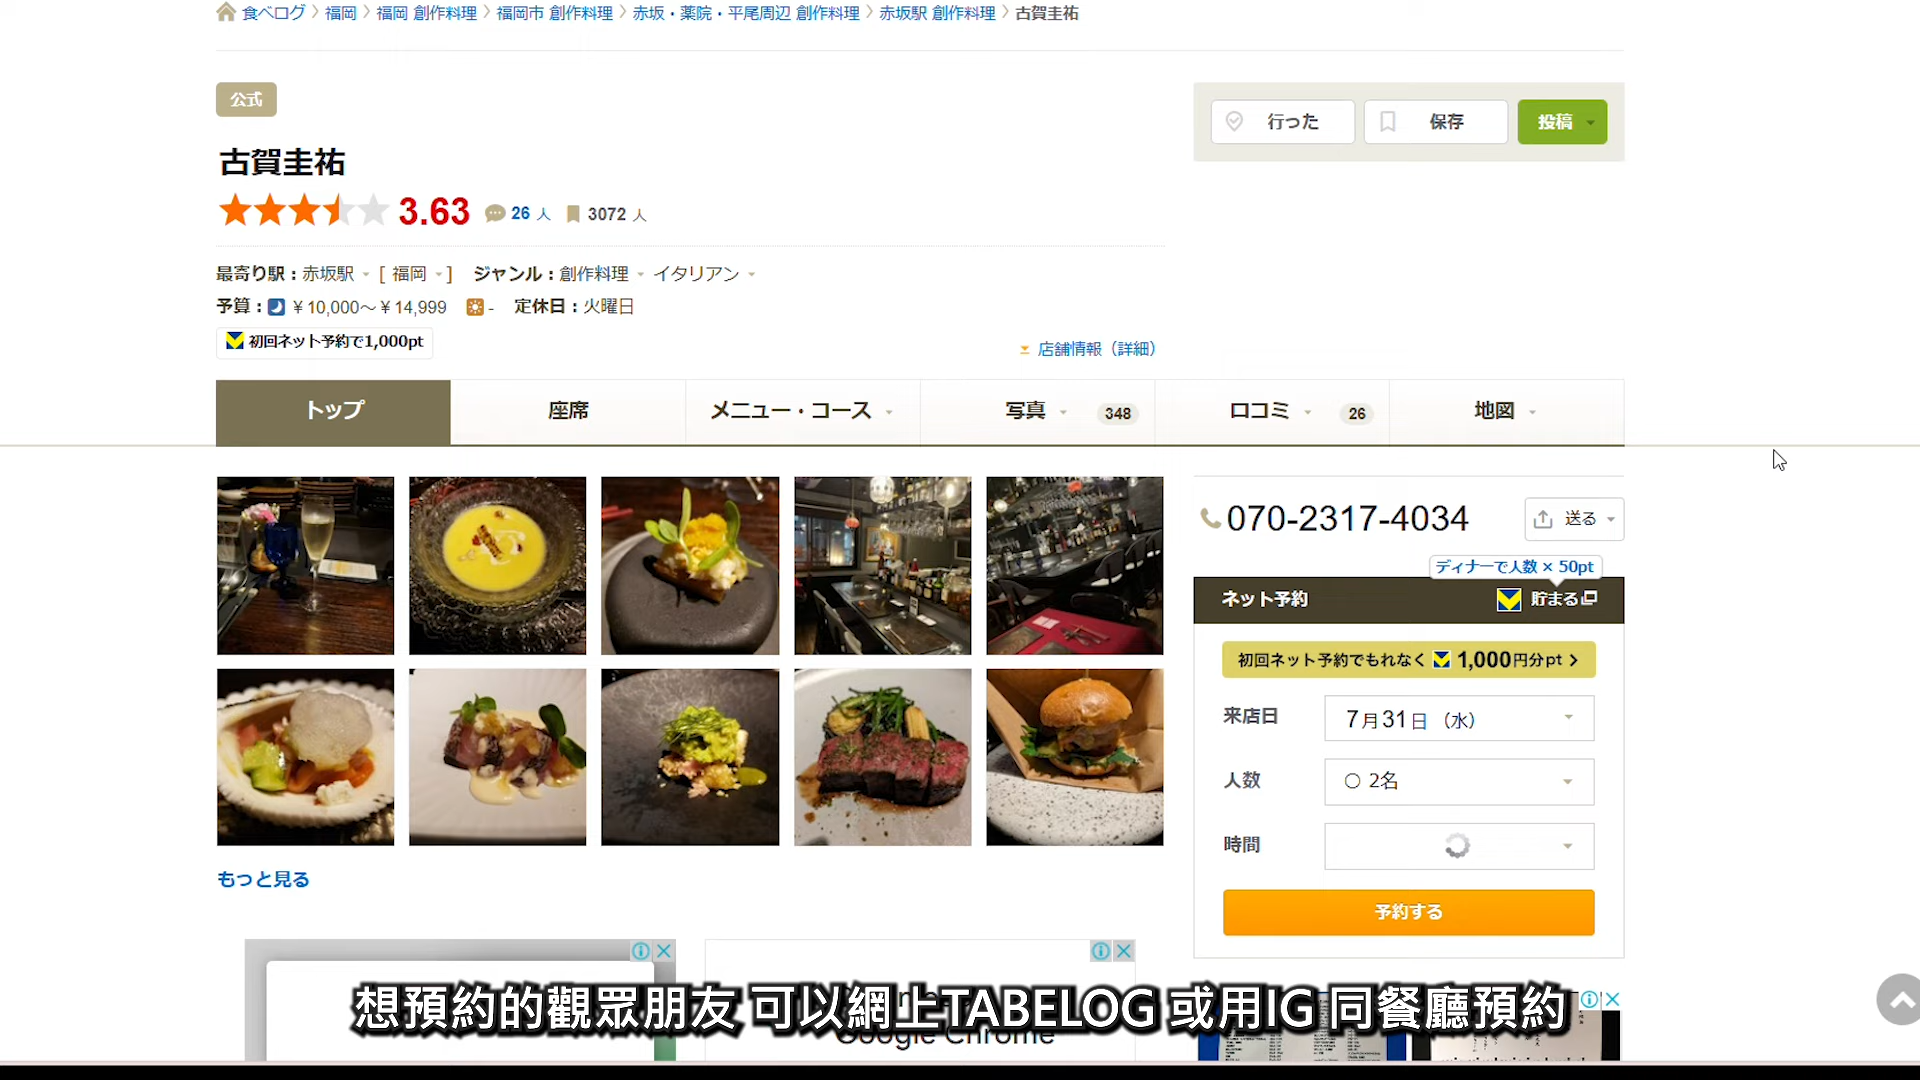 食べログ > 福岡 > 福岡 創作料理 > 福岡市 創作料理 > 赤坂・薬院・平尾周辺 創作料理 > 赤坂駅 創作料理 > 古賀圭祐
公式
行った
保存
投稿
古賀圭祐
3.63 26 人 3072 人
最寄り駅：赤坂駅 [ 福岡 ] ジャンル：創作料理 イタリアン
予算： ￥10,000～￥14,999 - 定休日：火曜日
初回ネット予約で1,000pt
店舗情報（詳細）
トップ 座席 メニュー・コース 写真 348 口コミ 26 地図
070-2317-4034
送る
ディナーで人数 × 50pt
ネット予約 貯まる
初回ネット予約でもれなく 1,000円分pt >
来店日 7月31日（水）
人数 ○ 2名
時間
予約する
もっと見る
想預約的觀眾朋友 可以網上TABELOG 或用IG 同餐廳預約
Google Chrome